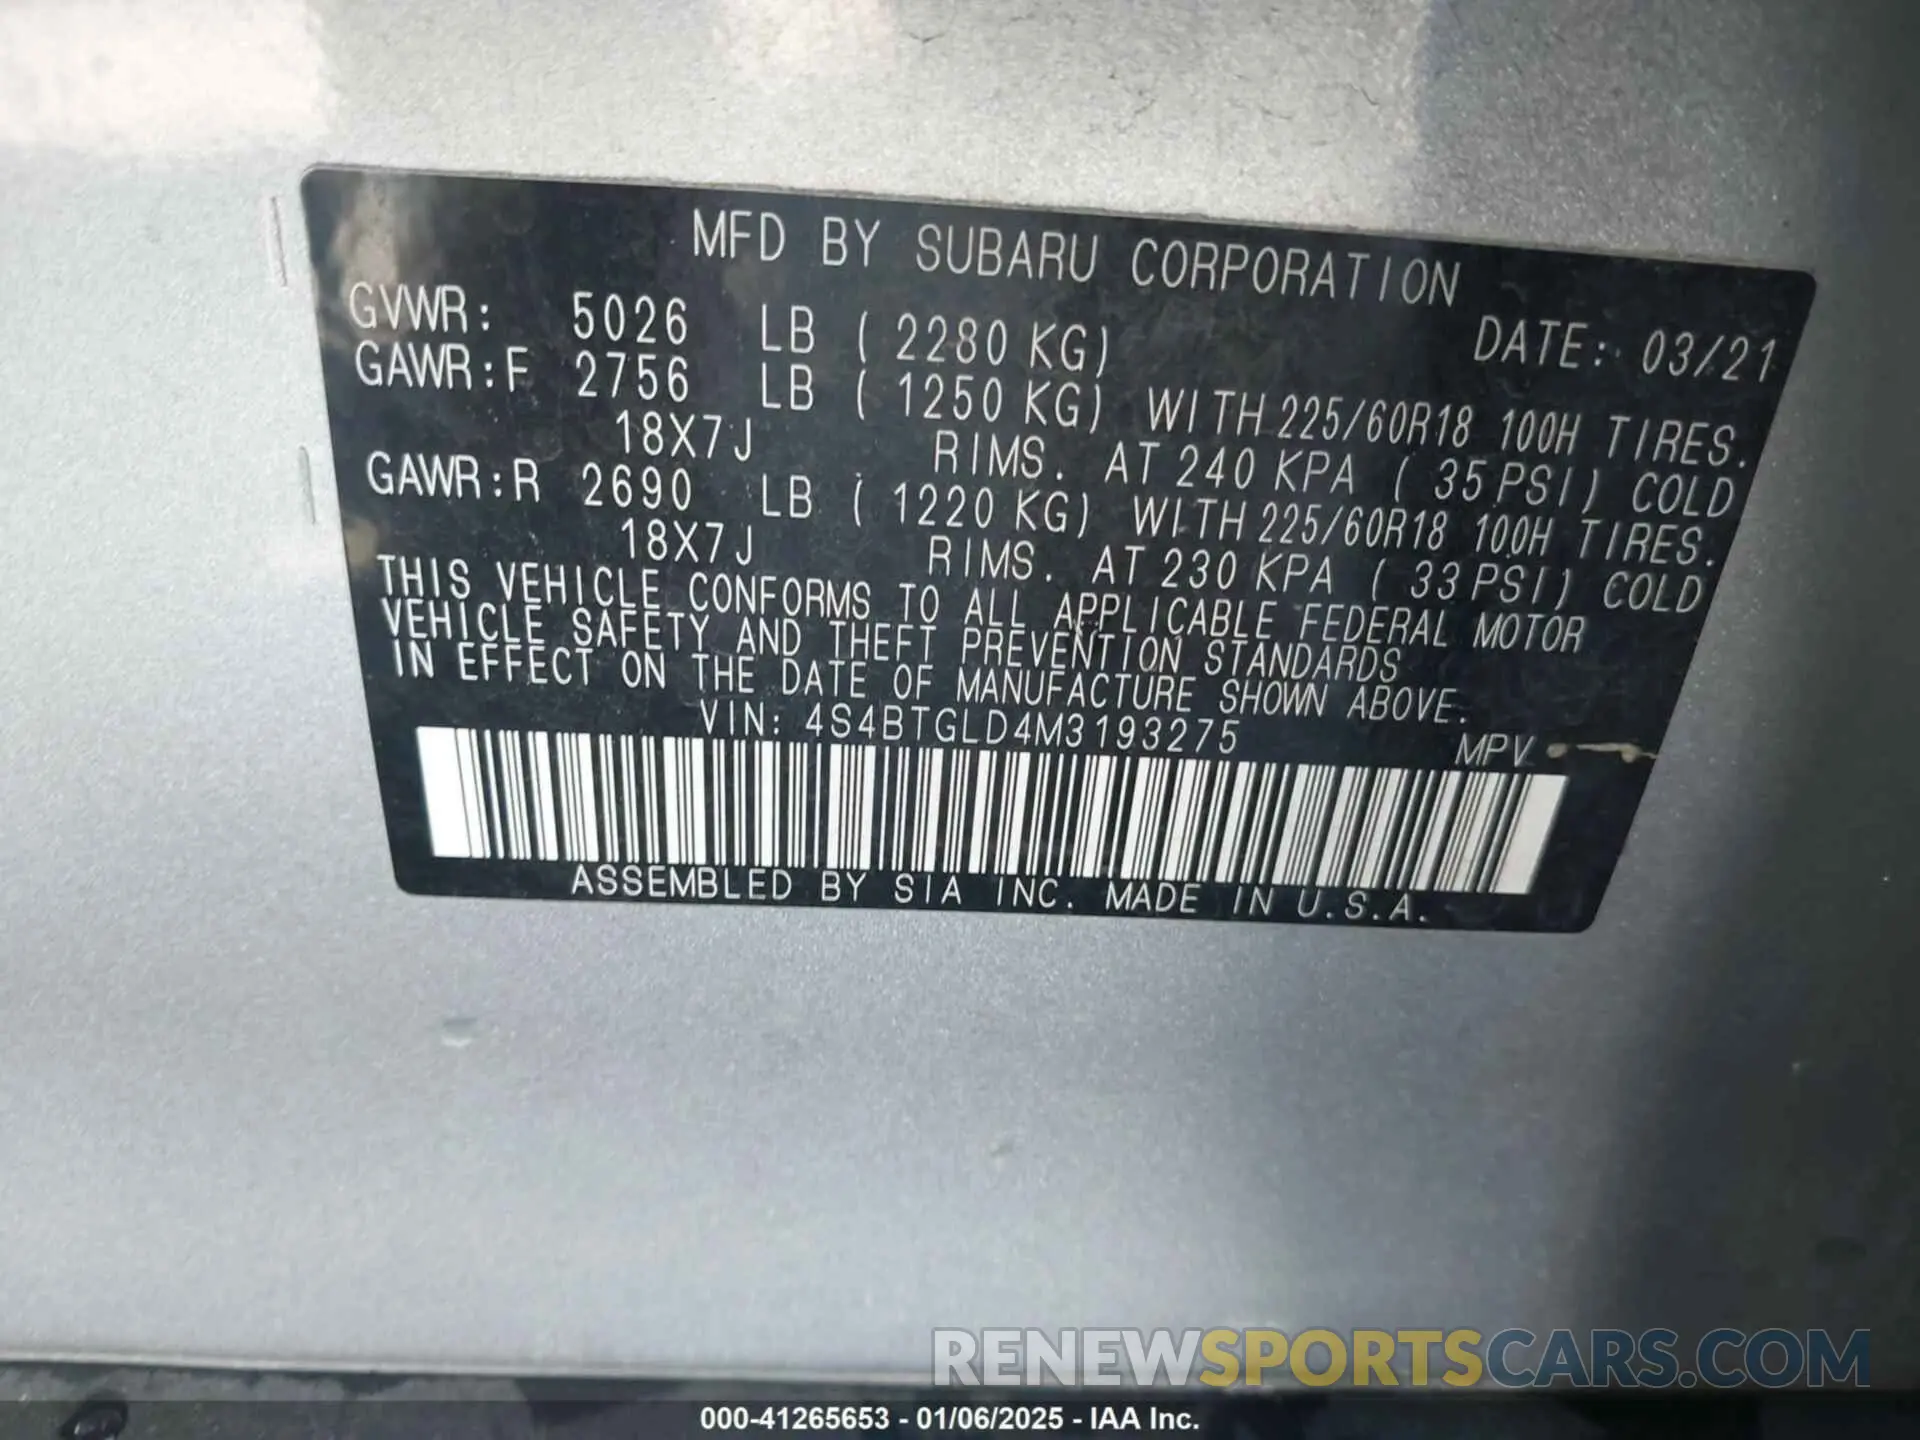 MFD BY SUBARU CORPORATION
GVWR: 5026 LB ( 2280 KG) DATE: 03/21
GAWR:F 2756 LB ( 1250 KG) WITH 225/60R18 100H TIRES.
18X7J RIMS. AT 240 KPA ( 35 PSI) COLD
GAWR:R 2690 LB ( 1220 KG) WITH 225/60R18 100H TIRES.
18X7J RIMS. AT 230 KPA ( 33 PSI) COLD
THIS VEHICLE CONFORMS TO ALL APPLICABLE FEDERAL MOTOR
VEHICLE SAFETY AND THEFT PREVENTION STANDARDS
IN EFFECT ON THE DATE OF MANUFACTURE SHOWN ABOVE.
VIN: 4S4BTGLD4M3193275 MPV
ASSEMBLED BY SIA INC. MADE IN U.S.A.
RENEWSPORTSCARS.COM
000-41265653 - 01/06/2025 - IAA Inc.